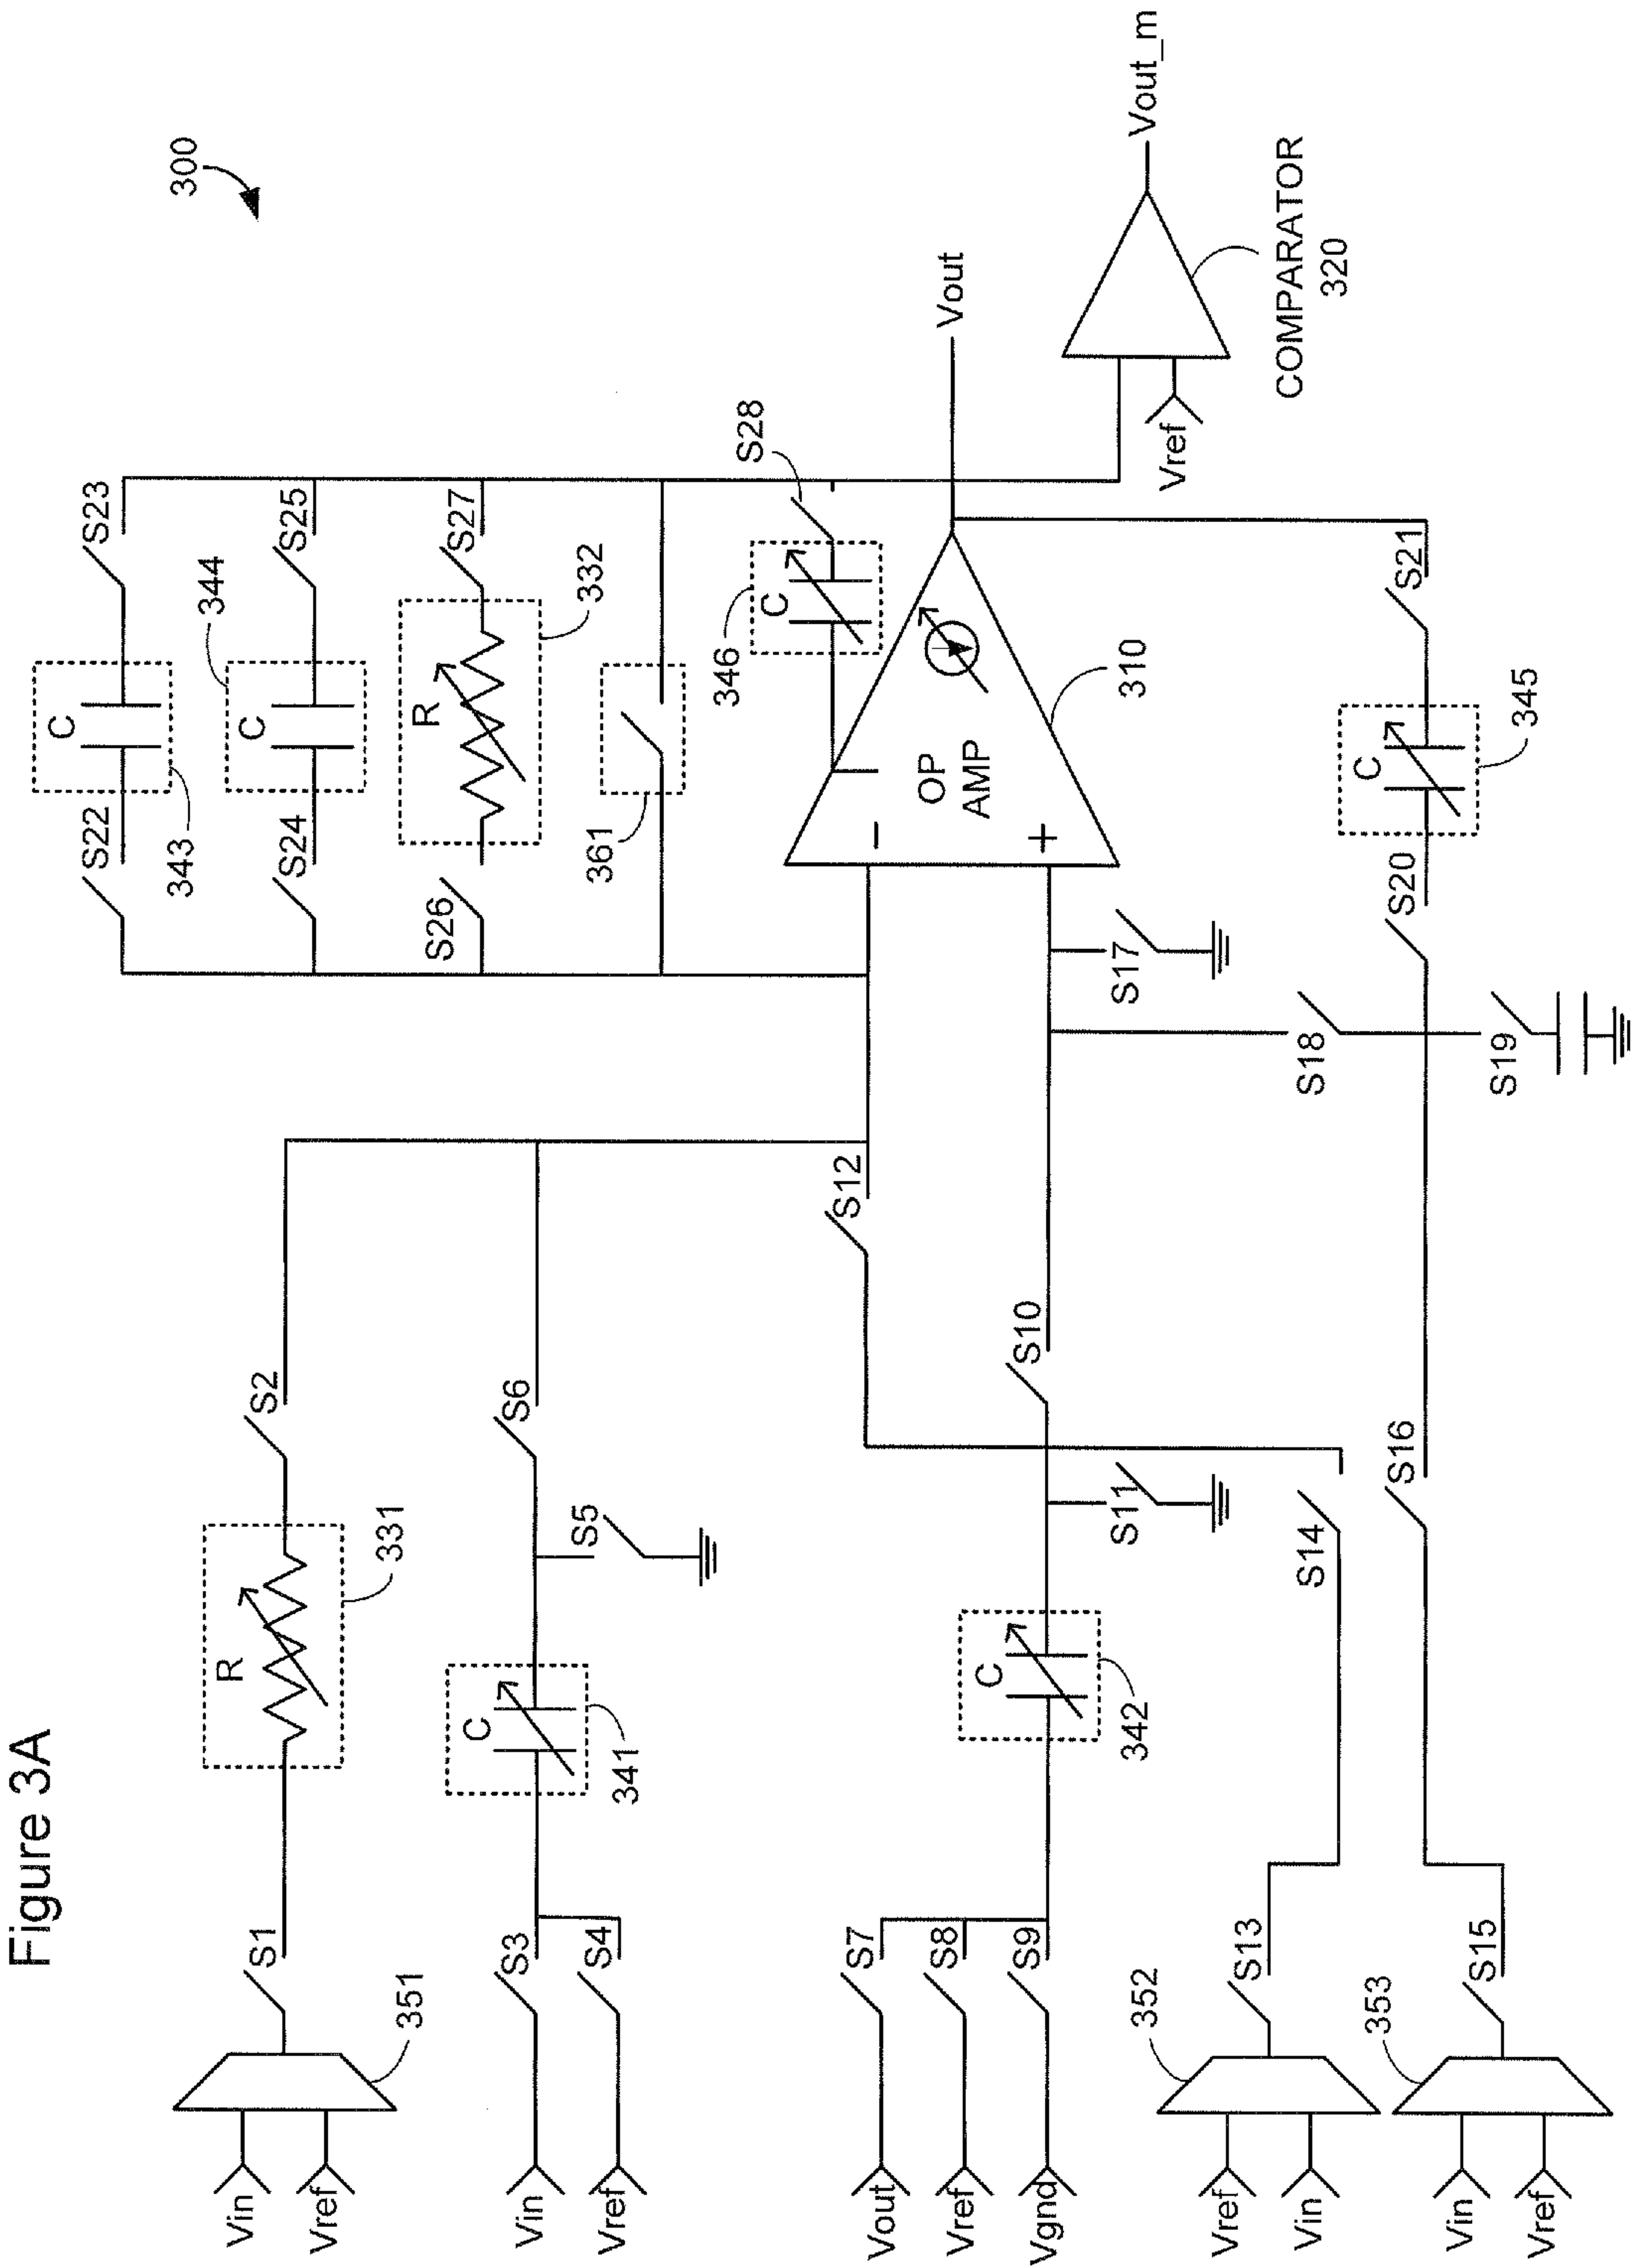 Figure 3A
300
Vin
Vref
351
S1
R
331
S2
Vin
Vref
S3
S4
C
341
S5
S6
Vout
Vref
Vgnd
S7
S8
S9
C
342
S11
S10
S12
Vref
Vin
352
S13
S14
Vin
Vref
353
S15
S16
S17
S18
S19
S20
C
345
S21
S22
C
343
S23
S24
C
344
S25
S26
R
332
S27
361
346
C
S28
−
+
OP
AMP
310
Vout
Vref
Vout_m
COMPARATOR
320